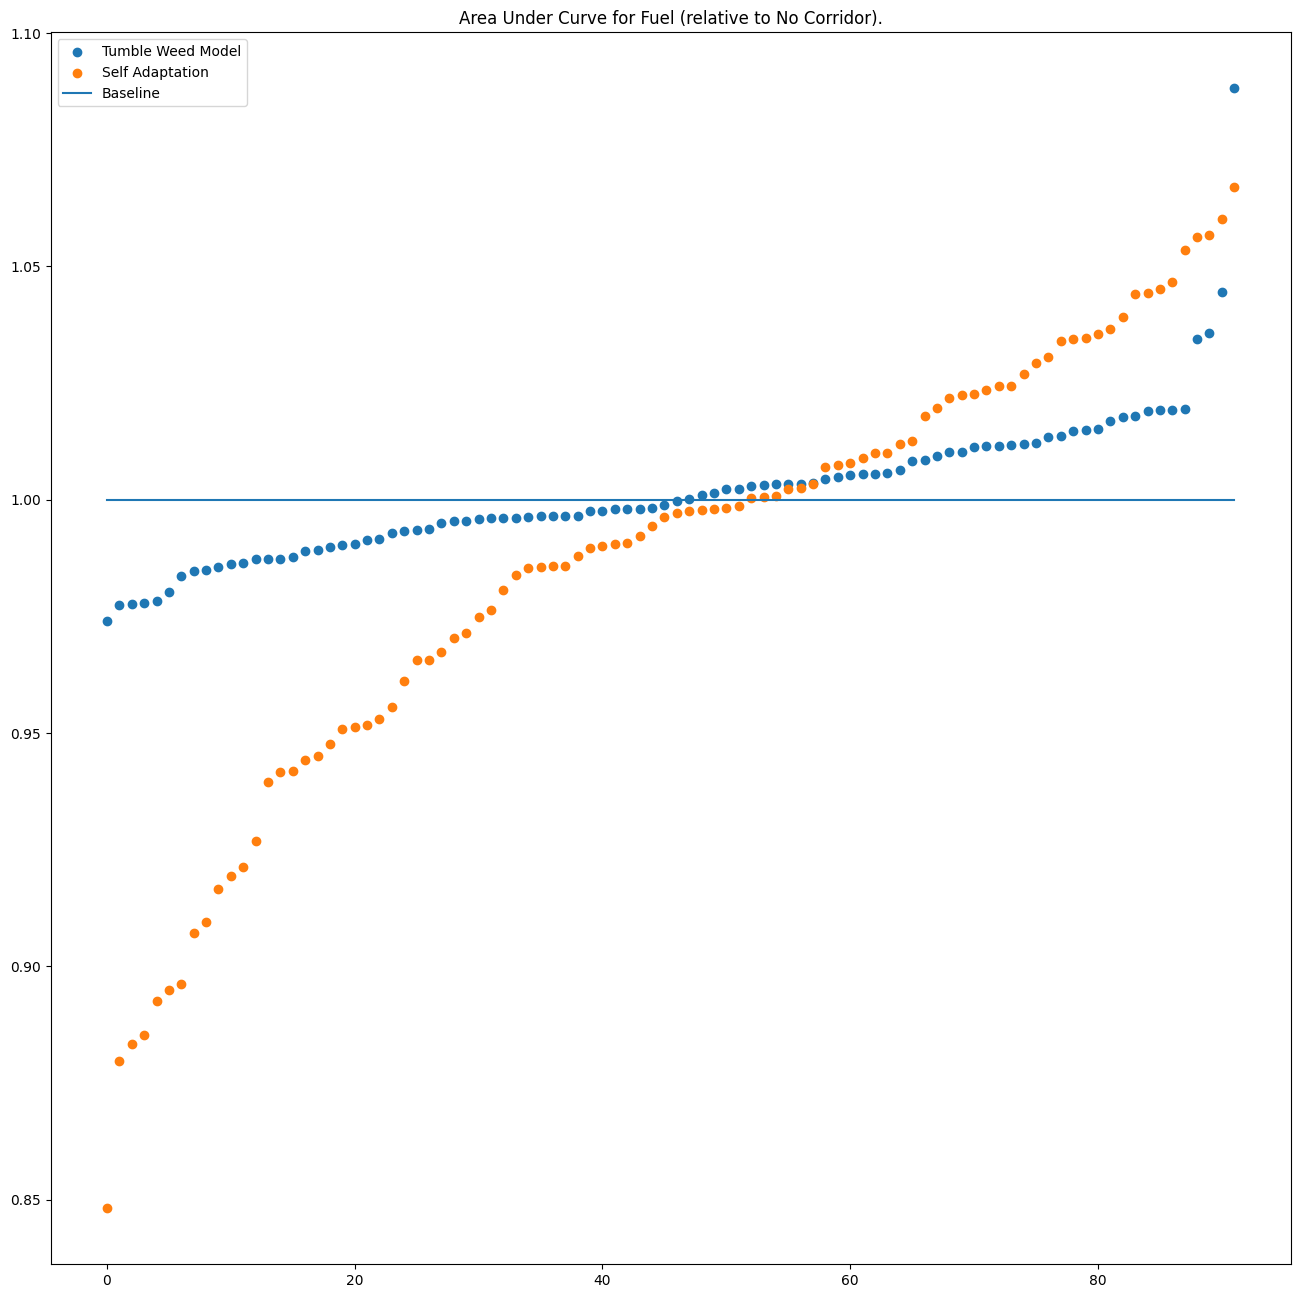 Area Under Curve for Fuel (relative to No Corridor).
Tumble Weed Model
Self Adaptation
Baseline
1.10
1.05
1.00
0.95
0.90
0.85
0 20 40 60 80